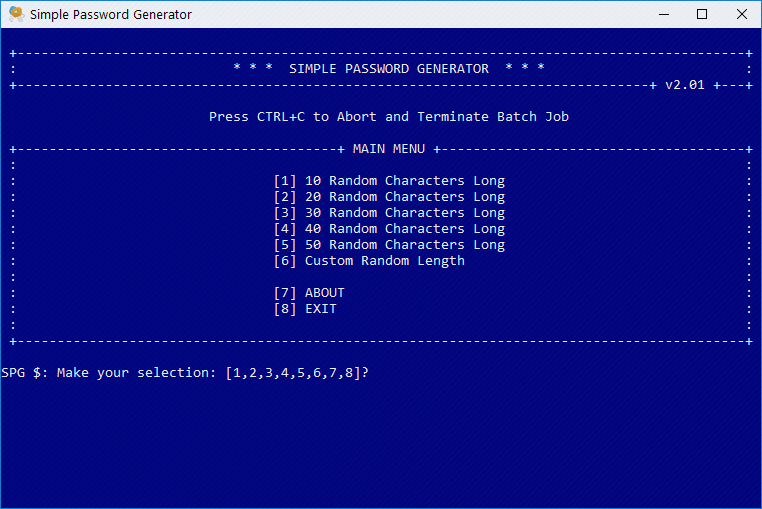 Simple Password Generator
+-------------------------------------------------------------------------------------------+
: * * *  SIMPLE PASSWORD GENERATOR  * * * :
+-------------------------------------------------------------------------------+ v2.01 +---+
Press CTRL+C to Abort and Terminate Batch Job
+----------------------------------------+ MAIN MENU +--------------------------------------+
: :
: [1] 10 Random Characters Long :
: [2] 20 Random Characters Long :
: [3] 30 Random Characters Long :
: [4] 40 Random Characters Long :
: [5] 50 Random Characters Long :
: [6] Custom Random Length :
: :
: [7] ABOUT :
: [8] EXIT :
: :
+-------------------------------------------------------------------------------------------+
SPG $: Make your selection: [1,2,3,4,5,6,7,8]?